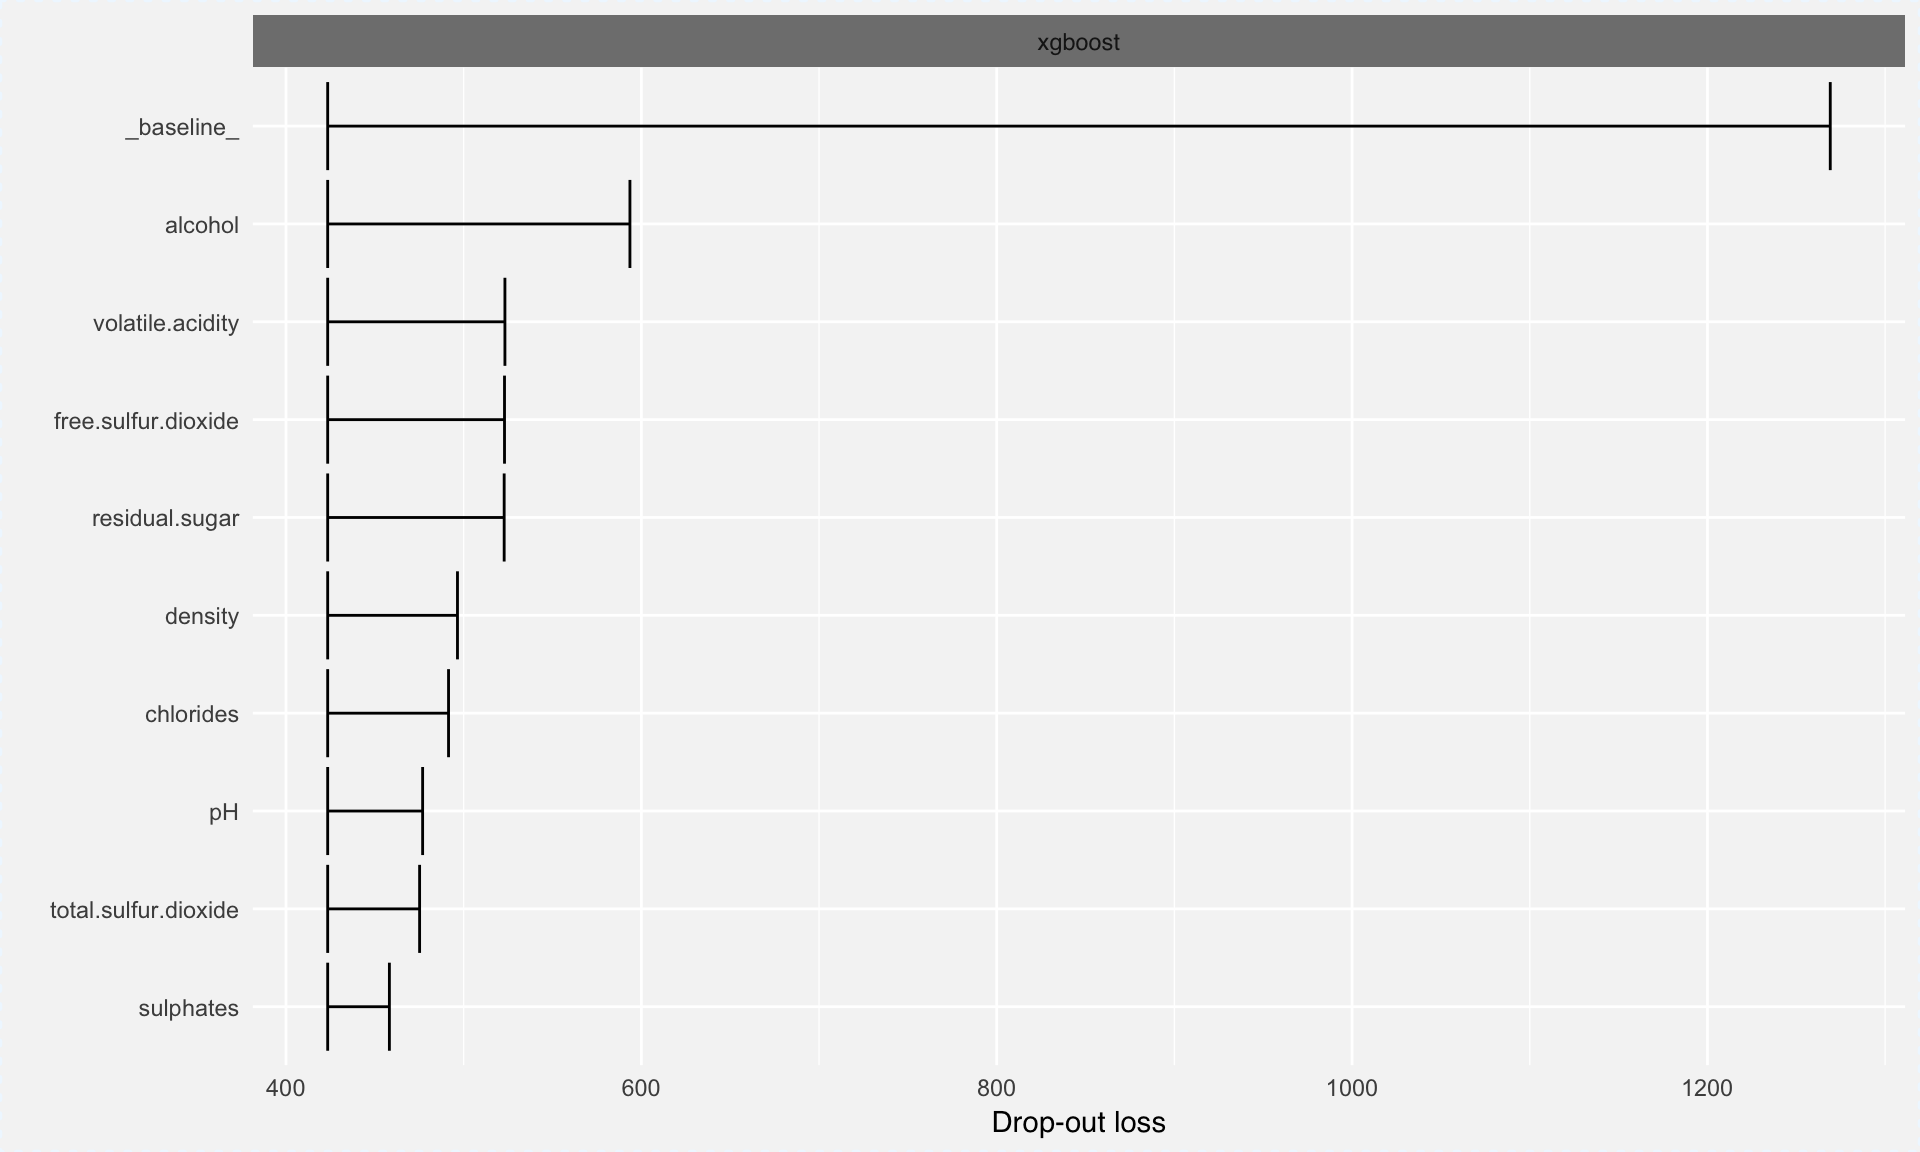 xgboost
_baseline_
alcohol
volatile.acidity
free.sulfur.dioxide
residual.sugar
density
chlorides
pH
total.sulfur.dioxide
sulphates
400 600 800 1000 1200
Drop-out loss